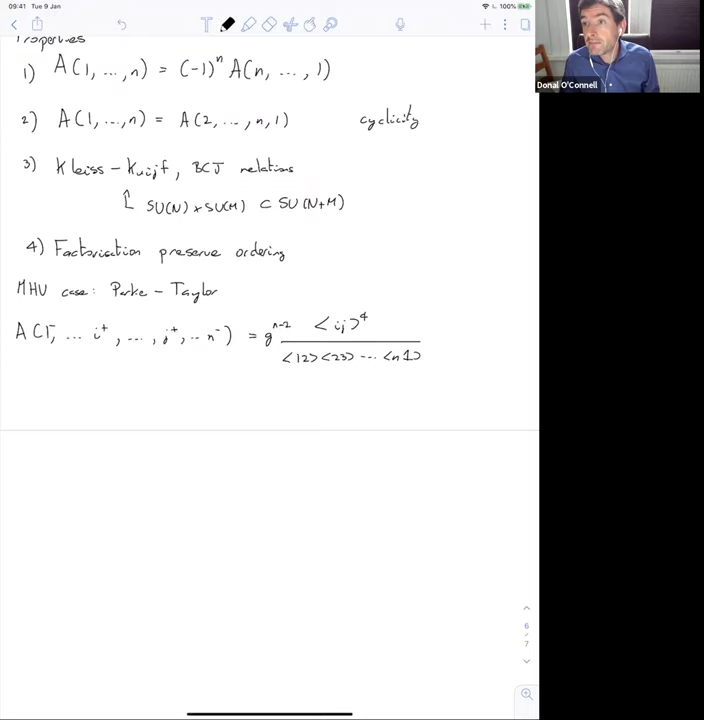 09:41 Tue 9 Jan
100%
Donal O'Connell
Properties
1) A(1, ..., n) = (-1)^n A(n, ..., 1)
2) A(1, ..., n) = A(2, ..., n, 1) cyclicity
3) Kleiss - Kuijf, BCJ relations
↑ SU(N) × SU(M) ⊂ SU(N+M)
4) Factorisation preserve ordering
MHV case: Parke - Taylor
A(1^-, ... i^+, ..., j^+, .. n^-) = g^{n-2} <ij>^4 / <12><23> ... <n1>
6 / 7